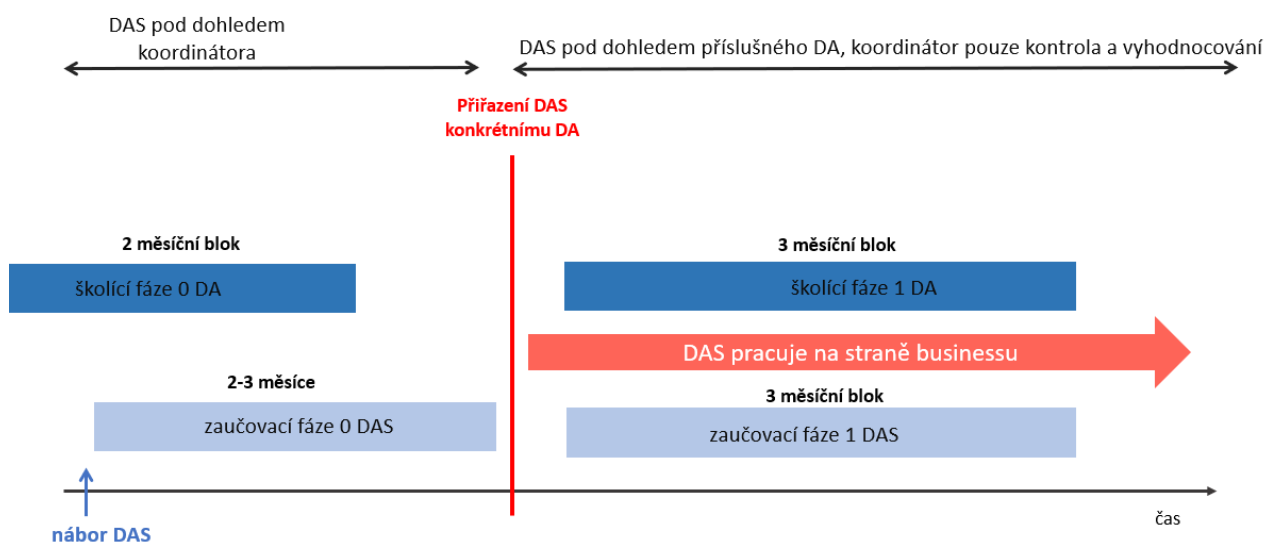 DAS pod dohledem
koordinátora
DAS pod dohledem příslušného DA, koordinátor pouze kontrola a vyhodnocování
Přiřazení DAS
konkrétnímu DA
2 měsíční blok
3 měsíční blok
školící fáze 0 DA
školící fáze 1 DA
DAS pracuje na straně businessu
2-3 měsíce
3 měsíční blok
zaučovací fáze 0 DAS
zaučovací fáze 1 DAS
čas
nábor DAS